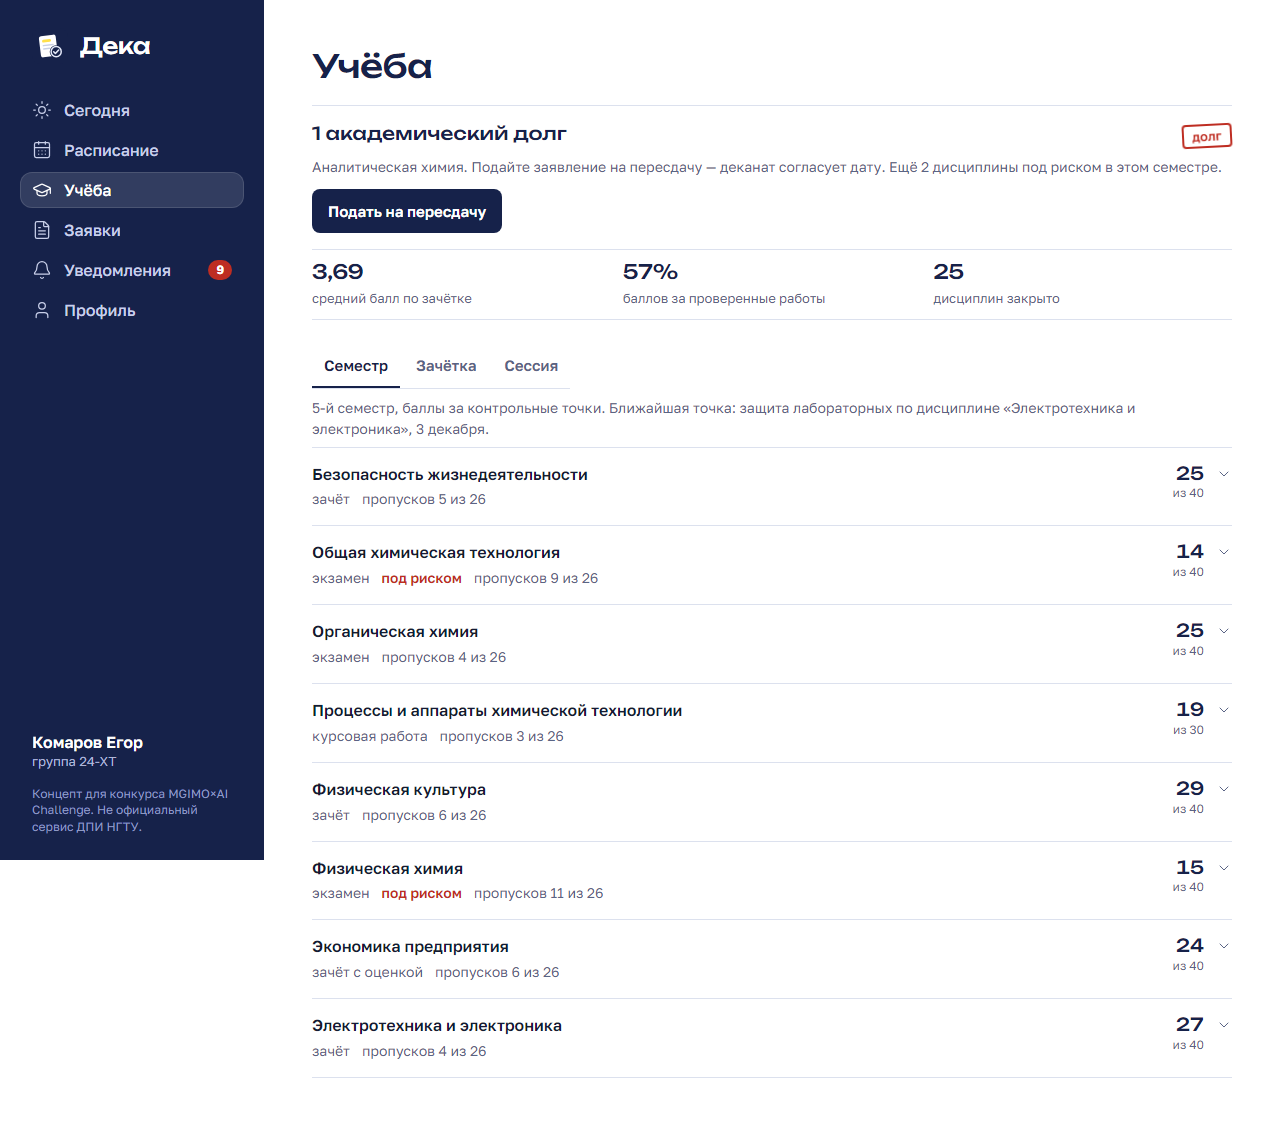 Дека
Сегодня
Расписание
Учёба
Заявки
Уведомления 9
Профиль
Комаров Егор
группа 24-ХТ
Концепт для конкурса MGIMO×AI
Challenge. Не официальный
сервис ДПИ НГТУ.
Учёба
1 академический долг
долг
Аналитическая химия. Подайте заявление на пересдачу — деканат согласует дату. Ещё 2 дисциплины под риском в этом семестре.
Подать на пересдачу
3,69 57% 25
средний балл по зачётке баллов за проверенные работы дисциплин закрыто
Семестр Зачётка Сессия
5-й семестр, баллы за контрольные точки. Ближайшая точка: защита лабораторных по дисциплине «Электротехника и
электроника», 3 декабря.
Безопасность жизнедеятельности 25
зачёт пропусков 5 из 26 из 40
Общая химическая технология 14
экзамен под риском пропусков 9 из 26 из 40
Органическая химия 25
экзамен пропусков 4 из 26 из 40
Процессы и аппараты химической технологии 19
курсовая работа пропусков 3 из 26 из 30
Физическая культура 29
зачёт пропусков 6 из 26 из 40
Физическая химия 15
экзамен под риском пропусков 11 из 26 из 40
Экономика предприятия 24
зачёт с оценкой пропусков 6 из 26 из 40
Электротехника и электроника 27
зачёт пропусков 4 из 26 из 40